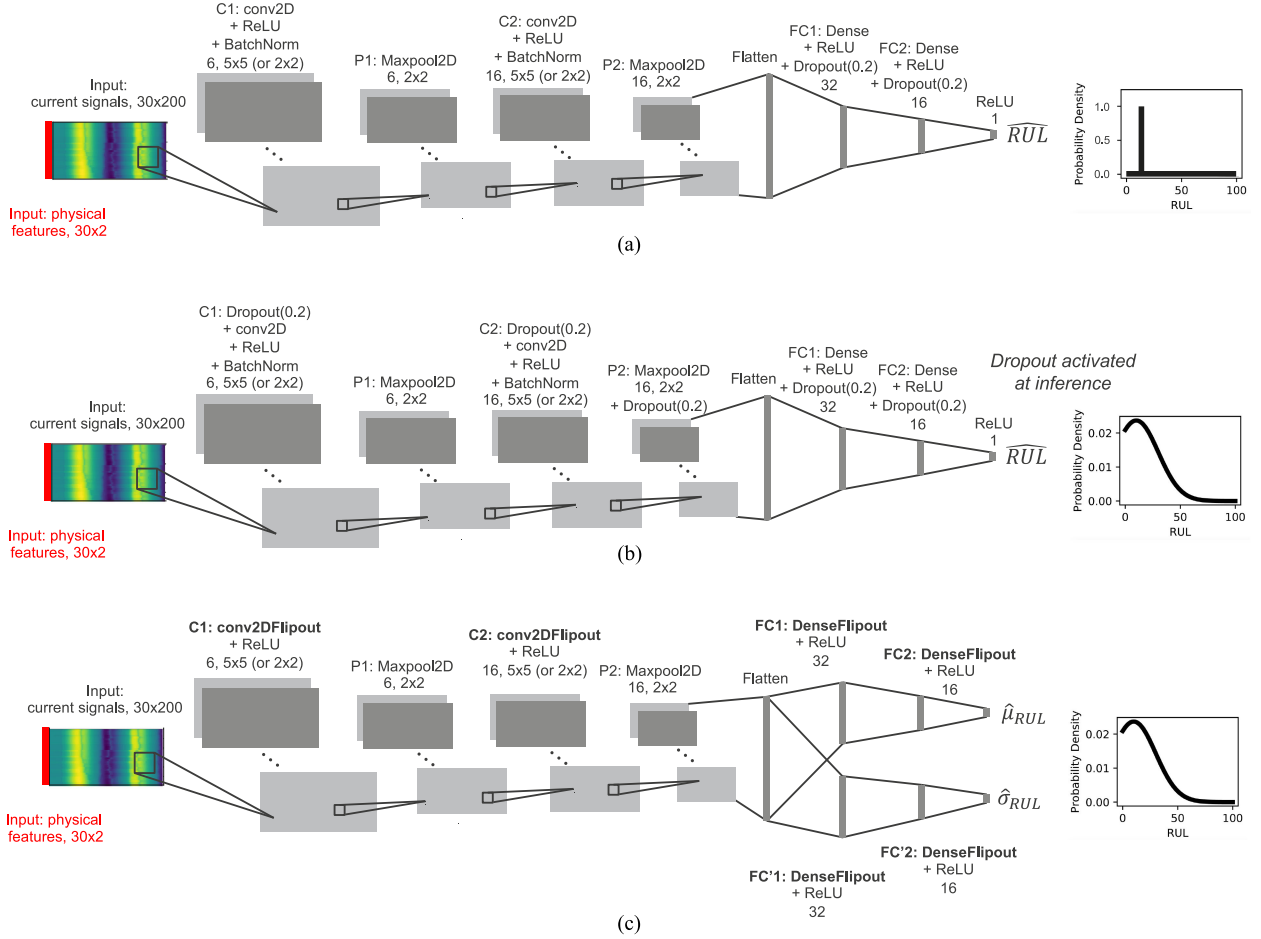 C1: conv2D
+ ReLU
+ BatchNorm
6, 5x5 (or 2x2)
P1: Maxpool2D
6, 2x2
C2: conv2D
+ ReLU
+ BatchNorm
16, 5x5 (or 2x2)
P2: Maxpool2D
16, 2x2
Flatten
FC1: Dense
+ ReLU
+ Dropout(0.2)
32
FC2: Dense
+ ReLU
+ Dropout(0.2)
16
ReLU
1
Input:
current signals, 30x200
Input: physical
features, 30x2
\widehat{RUL}
Probability Density
1.0
0.5
0.0
0 50 100
RUL
(a)
C1: Dropout(0.2)
+ conv2D
+ ReLU
+ BatchNorm
6, 5x5 (or 2x2)
P1: Maxpool2D
6, 2x2
C2: Dropout(0.2)
+ conv2D
+ ReLU
+ BatchNorm
16, 5x5 (or 2x2)
P2: Maxpool2D
16, 2x2
+ Dropout(0.2)
Flatten
FC1: Dense
+ ReLU
+ Dropout(0.2)
32
FC2: Dense
+ ReLU
+ Dropout(0.2)
16
ReLU
1
Dropout activated
at inference
Input:
current signals, 30x200
Input: physical
features, 30x2
\widehat{RUL}
Probability Density
0.02
0.01
0.00
0 50 100
RUL
(b)
C1: conv2DFlipout
+ ReLU
6, 5x5 (or 2x2)
P1: Maxpool2D
6, 2x2
C2: conv2DFlipout
+ ReLU
16, 5x5 (or 2x2)
P2: Maxpool2D
16, 2x2
Flatten
FC1: DenseFlipout
+ ReLU
32
FC2: DenseFlipout
+ ReLU
16
Input:
current signals, 30x200
Input: physical
features, 30x2
\hat{μ}_{RUL}
\hat{σ}_{RUL}
FC'1: DenseFlipout
+ ReLU
32
FC'2: DenseFlipout
+ ReLU
16
Probability Density
0.02
0.01
0.00
0 50 100
RUL
(c)